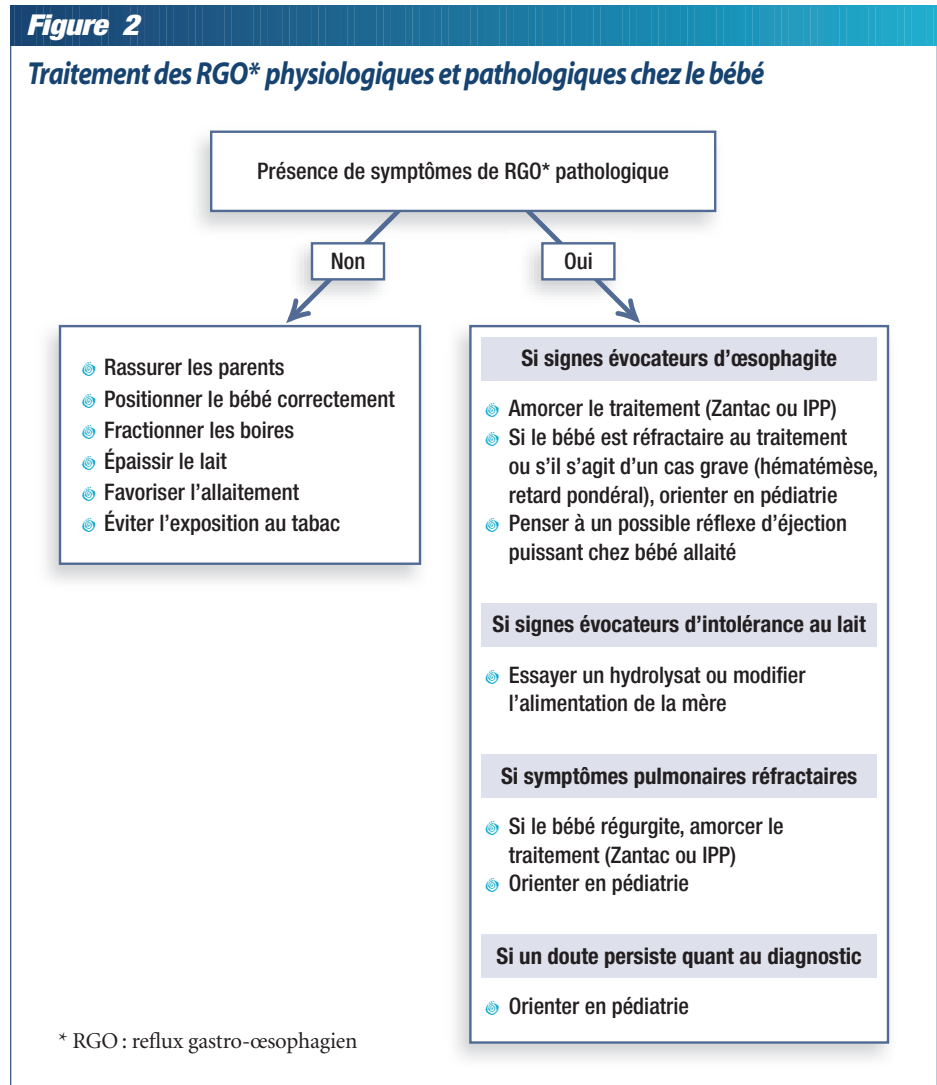 Figure 2
Traitement des RGO* physiologiques et pathologiques chez le bébé
Présence de symptômes de RGO* pathologique
Non
Oui
Rassurer les parents
Positionner le bébé correctement
Fractionner les boires
Épaissir le lait
Favoriser l’allaitement
Éviter l’exposition au tabac
Si signes évocateurs d’œsophagite
Amorcer le traitement (Zantac ou IPP)
Si le bébé est réfractaire au traitement
ou s’il s’agit d’un cas grave (hématémèse,
retard pondéral), orienter en pédiatrie
Penser à un possible réflexe d’éjection
puissant chez bébé allaité
Si signes évocateurs d’intolérance au lait
Essayer un hydrolysat ou modifier
l’alimentation de la mère
Si symptômes pulmonaires réfractaires
Si le bébé régurgite, amorcer le
traitement (Zantac ou IPP)
Orienter en pédiatrie
Si un doute persiste quant au diagnostic
Orienter en pédiatrie
* RGO : reflux gastro-œsophagien